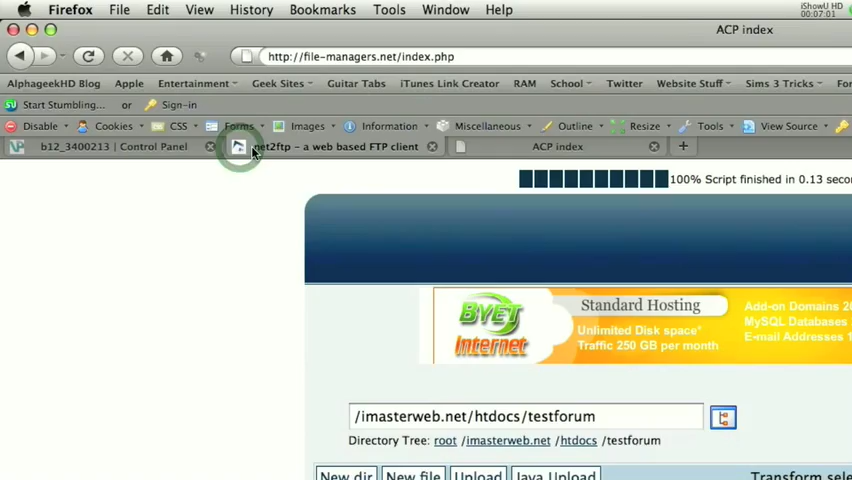 Firefox File Edit View History Bookmarks Tools Window Help
iShowU HD
00:07:01
ACP index
http://file-managers.net/index.php
AlphageekHD Blog Apple Entertainment Geek Sites Guitar Tabs iTunes Link Creator RAM School Twitter Website Stuff Sims 3 Tricks
Start Stumbling... or Sign-in
Disable Cookies CSS Forms Images Information Miscellaneous Outline Resize Tools View Source
b12_3400213 | Control Panel net2ftp - a web based FTP client ACP index
100% Script finished in 0.13 secon
BYET Internet
Standard Hosting
Unlimited Disk space*
Traffic 250 GB per month
Add-on Domains 20
MySQL Databases
E-mail Addresses 1
/imasterweb.net/htdocs/testforum
Directory Tree: root /imasterweb.net /htdocs /testforum
New dir New file Upload Java Upload Transform sele